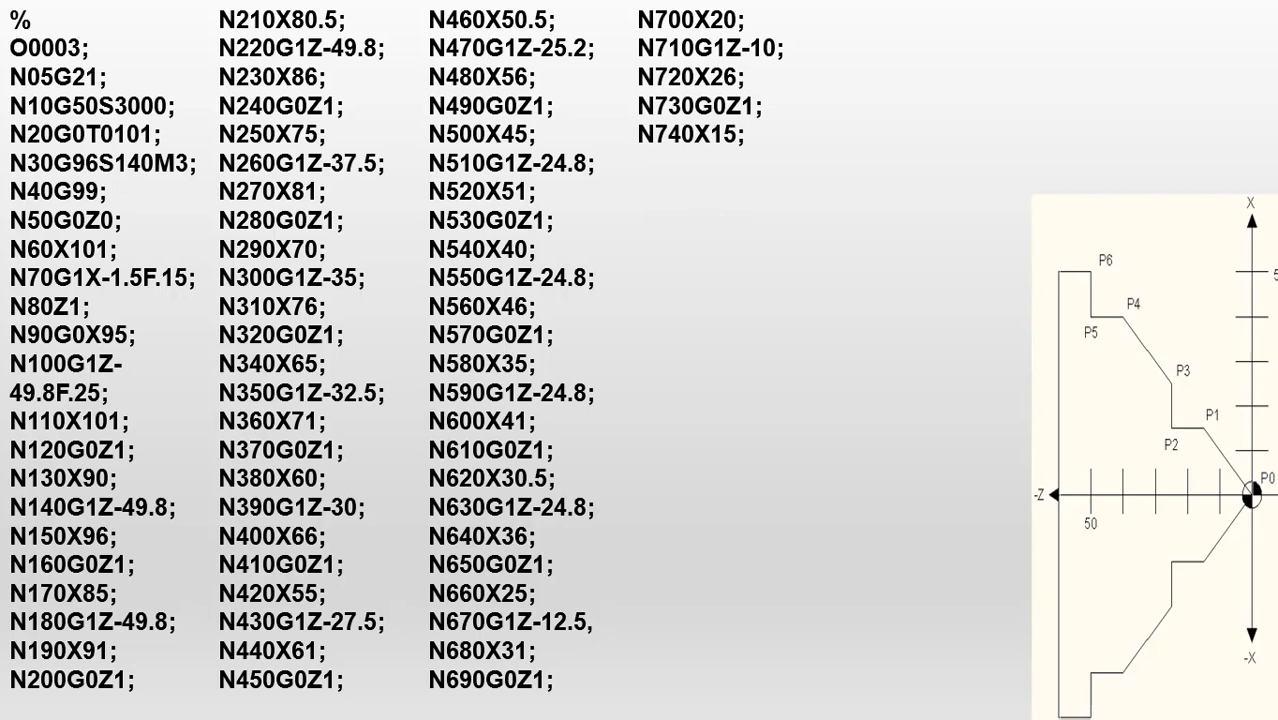 %
O0003;
N05G21;
N10G50S3000;
N20G0T0101;
N30G96S140M3;
N40G99;
N50G0Z0;
N60X101;
N70G1X-1.5F.15;
N80Z1;
N90G0X95;
N100G1Z-
49.8F.25;
N110X101;
N120G0Z1;
N130X90;
N140G1Z-49.8;
N150X96;
N160G0Z1;
N170X85;
N180G1Z-49.8;
N190X91;
N200G0Z1;
N210X80.5;
N220G1Z-49.8;
N230X86;
N240G0Z1;
N250X75;
N260G1Z-37.5;
N270X81;
N280G0Z1;
N290X70;
N300G1Z-35;
N310X76;
N320G0Z1;
N340X65;
N350G1Z-32.5;
N360X71;
N370G0Z1;
N380X60;
N390G1Z-30;
N400X66;
N410G0Z1;
N420X55;
N430G1Z-27.5;
N440X61;
N450G0Z1;
N460X50.5;
N470G1Z-25.2;
N480X56;
N490G0Z1;
N500X45;
N510G1Z-24.8;
N520X51;
N530G0Z1;
N540X40;
N550G1Z-24.8;
N560X46;
N570G0Z1;
N580X35;
N590G1Z-24.8;
N600X41;
N610G0Z1;
N620X30.5;
N630G1Z-24.8;
N640X36;
N650G0Z1;
N660X25;
N670G1Z-12.5,
N680X31;
N690G0Z1;
N700X20;
N710G1Z-10;
N720X26;
N730G0Z1;
N740X15;
X
P6
P4
P5
P3
P1
P2
P0
-Z
50
-X